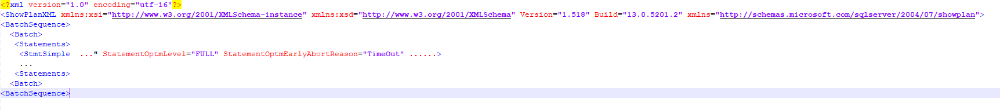 <?xml version="1.0" encoding="utf-16"?>
<ShowPlanXML xmlns:xsi="http://www.w3.org/2001/XMLSchema-instance" xmlns:xsd="http://www.w3.org/2001/XMLSchema" Version="1.518" Build="13.0.5201.2" xmlns="http://schemas.microsoft.com/sqlserver/2004/07/showplan">
<BatchSequence>
  <Batch>
   <Statements>
    <StmtSimple  ..." StatementOptmLevel="FULL" StatementOptmEarlyAbortReason="TimeOut" ......>
    ...
   <Statements>
  <Batch>
<BatchSequence>